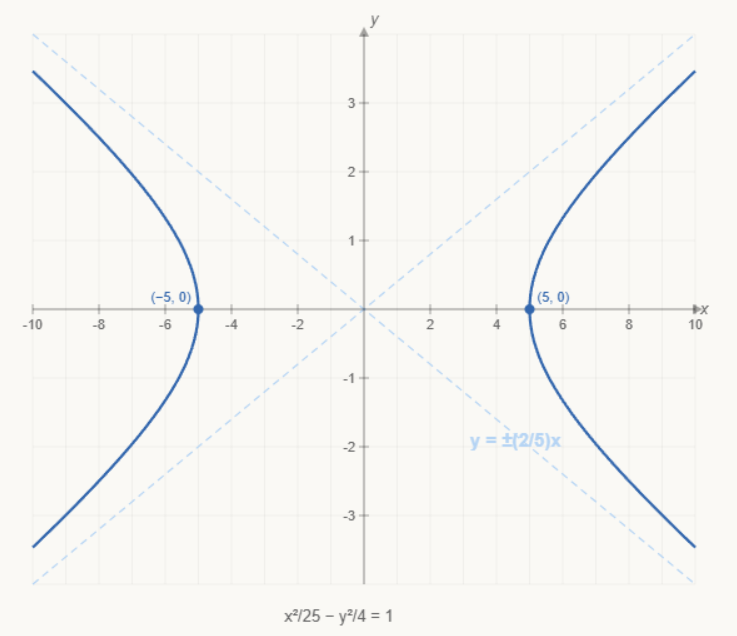 y
3
2
1
(−5, 0) (5, 0)
x
-10 -8 -6 -4 -2 2 4 6 8 10
-1
y = ±(2/5)x
-2
-3
x²/25 − y²/4 = 1